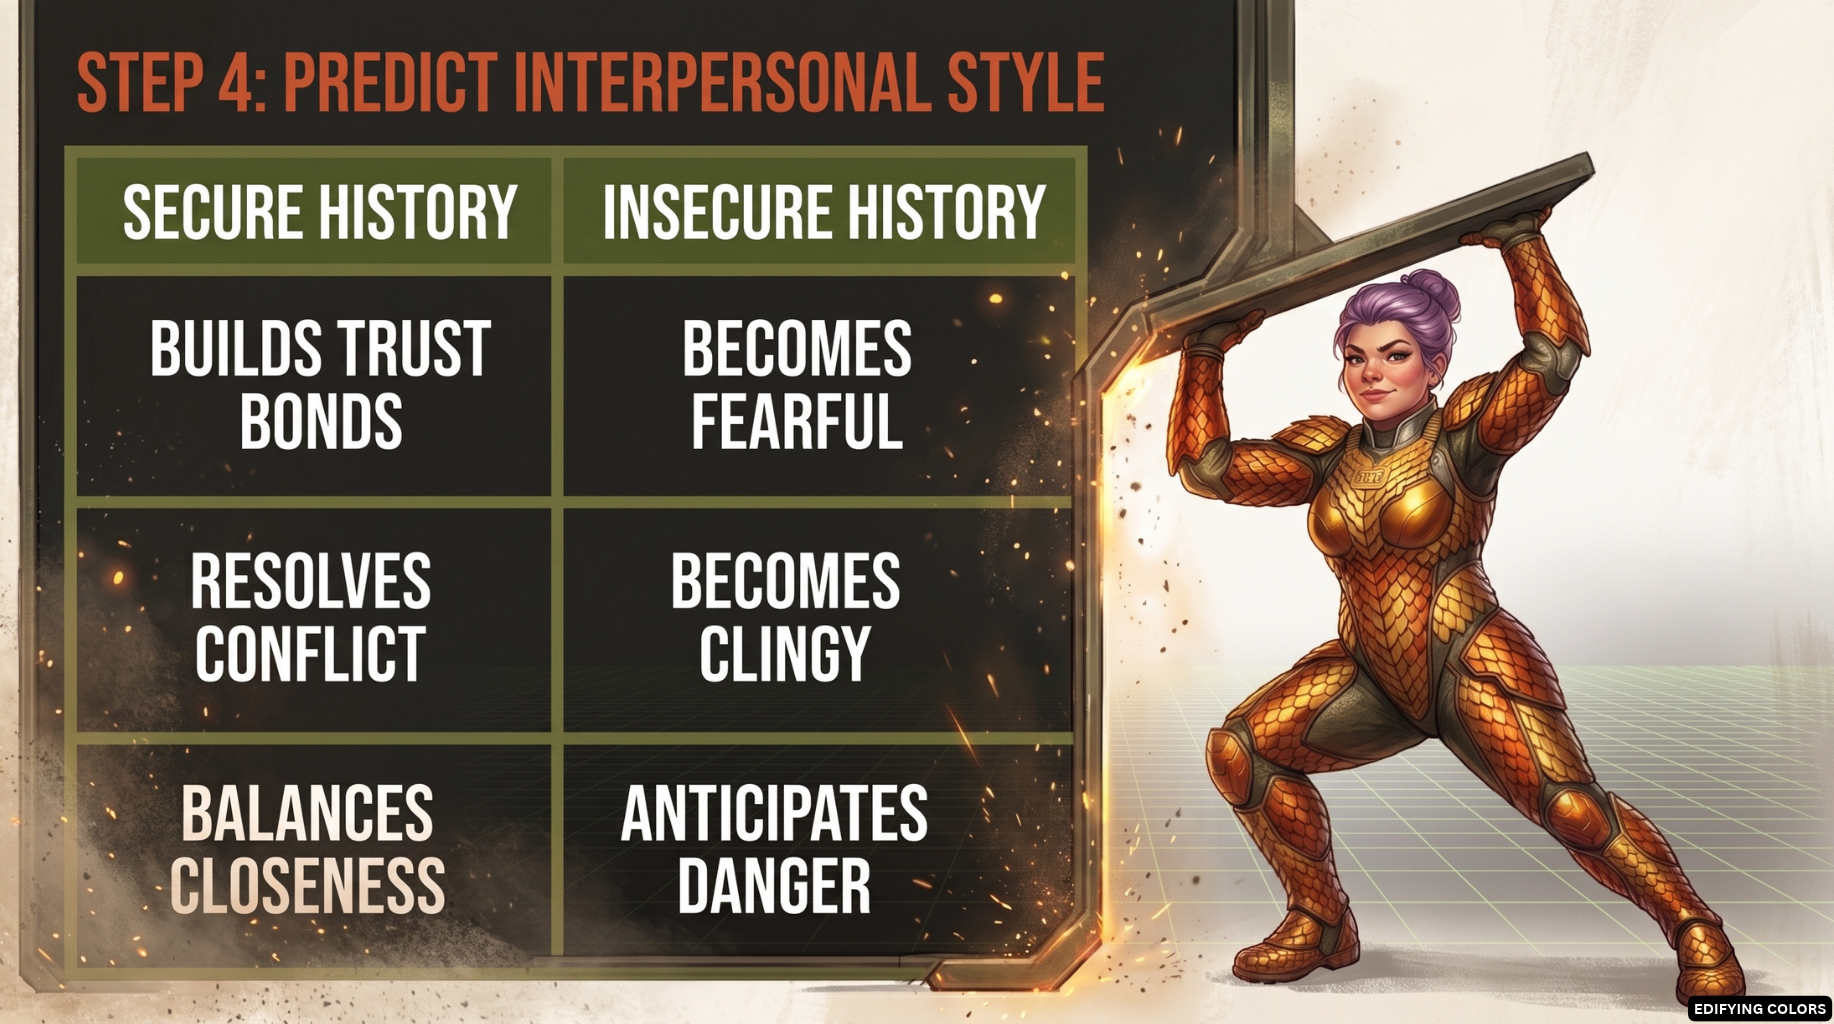 STEP 4: PREDICT INTERPERSONAL STYLE
SECURE HISTORY
INSECURE HISTORY
BUILDS TRUST
BONDS
BECOMES
FEARFUL
RESOLVES
CONFLICT
BECOMES
CLINGY
BALANCES
CLOSENESS
ANTICIPATES
DANGER
EDIFYING COLORS